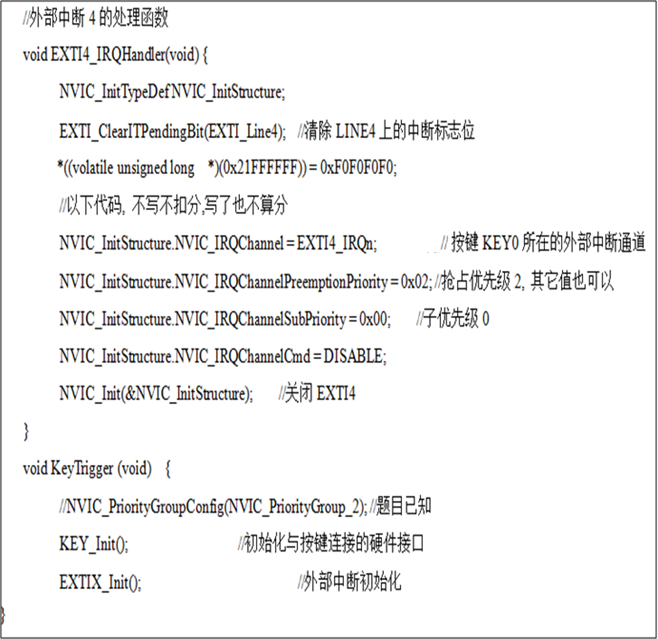 //外部中断 4 的处理函数
void EXTI4_IRQHandler(void) {
NVIC_InitTypeDef NVIC_InitStructure;
EXTI_ClearITPendingBit(EXTI_Line4); //清除 LINE4 上的中断标志位
*((volatile unsigned long *)(0x21FFFFFF)) = 0xF0F0F0F0;
//以下代码, 不写不扣分,写了也不算分
NVIC_InitStructure.NVIC_IRQChannel = EXTI4_IRQn; //按键 KEY0 所在的外部中断通道
NVIC_InitStructure.NVIC_IRQChannelPreemptionPriority = 0x02; //抢占优先级 2, 其它值也可以
NVIC_InitStructure.NVIC_IRQChannelSubPriority = 0x00; //子优先级 0
NVIC_InitStructure.NVIC_IRQChannelCmd = DISABLE;
NVIC_Init(&NVIC_InitStructure); //关闭 EXTI4
}
void KeyTrigger (void) {
//NVIC_PriorityGroupConfig(NVIC_PriorityGroup_2); //题目已知
KEY_Init(); //初始化与按键连接的硬件接口
EXTIX_Init(); //外部中断初始化
}